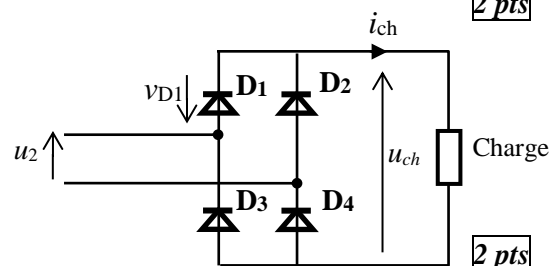 2 pts
ich
vD1
D1
D2
u2
uch
Charge
D3
D4
2 pts